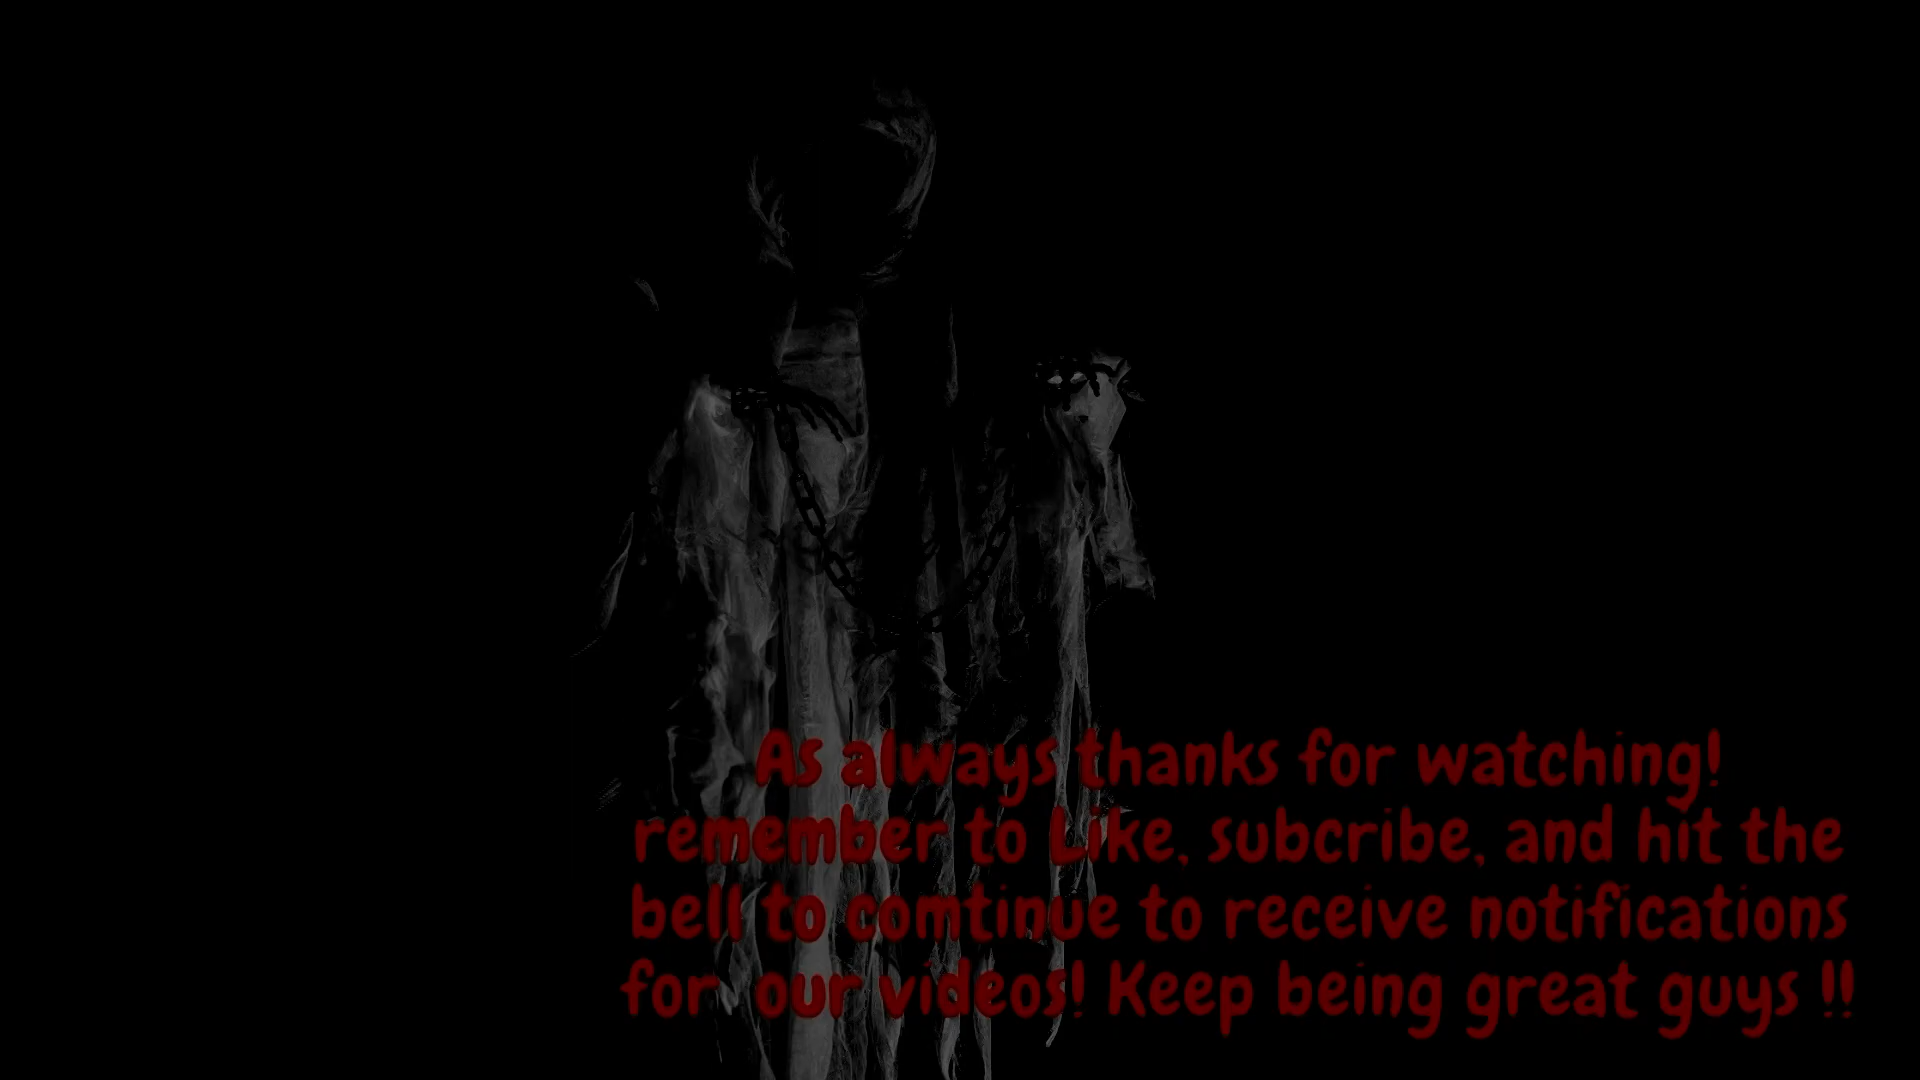 As always thanks for watching!
remember to Like, subcribe, and hit the
bell to comtinue to receive notifications
for our videos! Keep being great guys !!